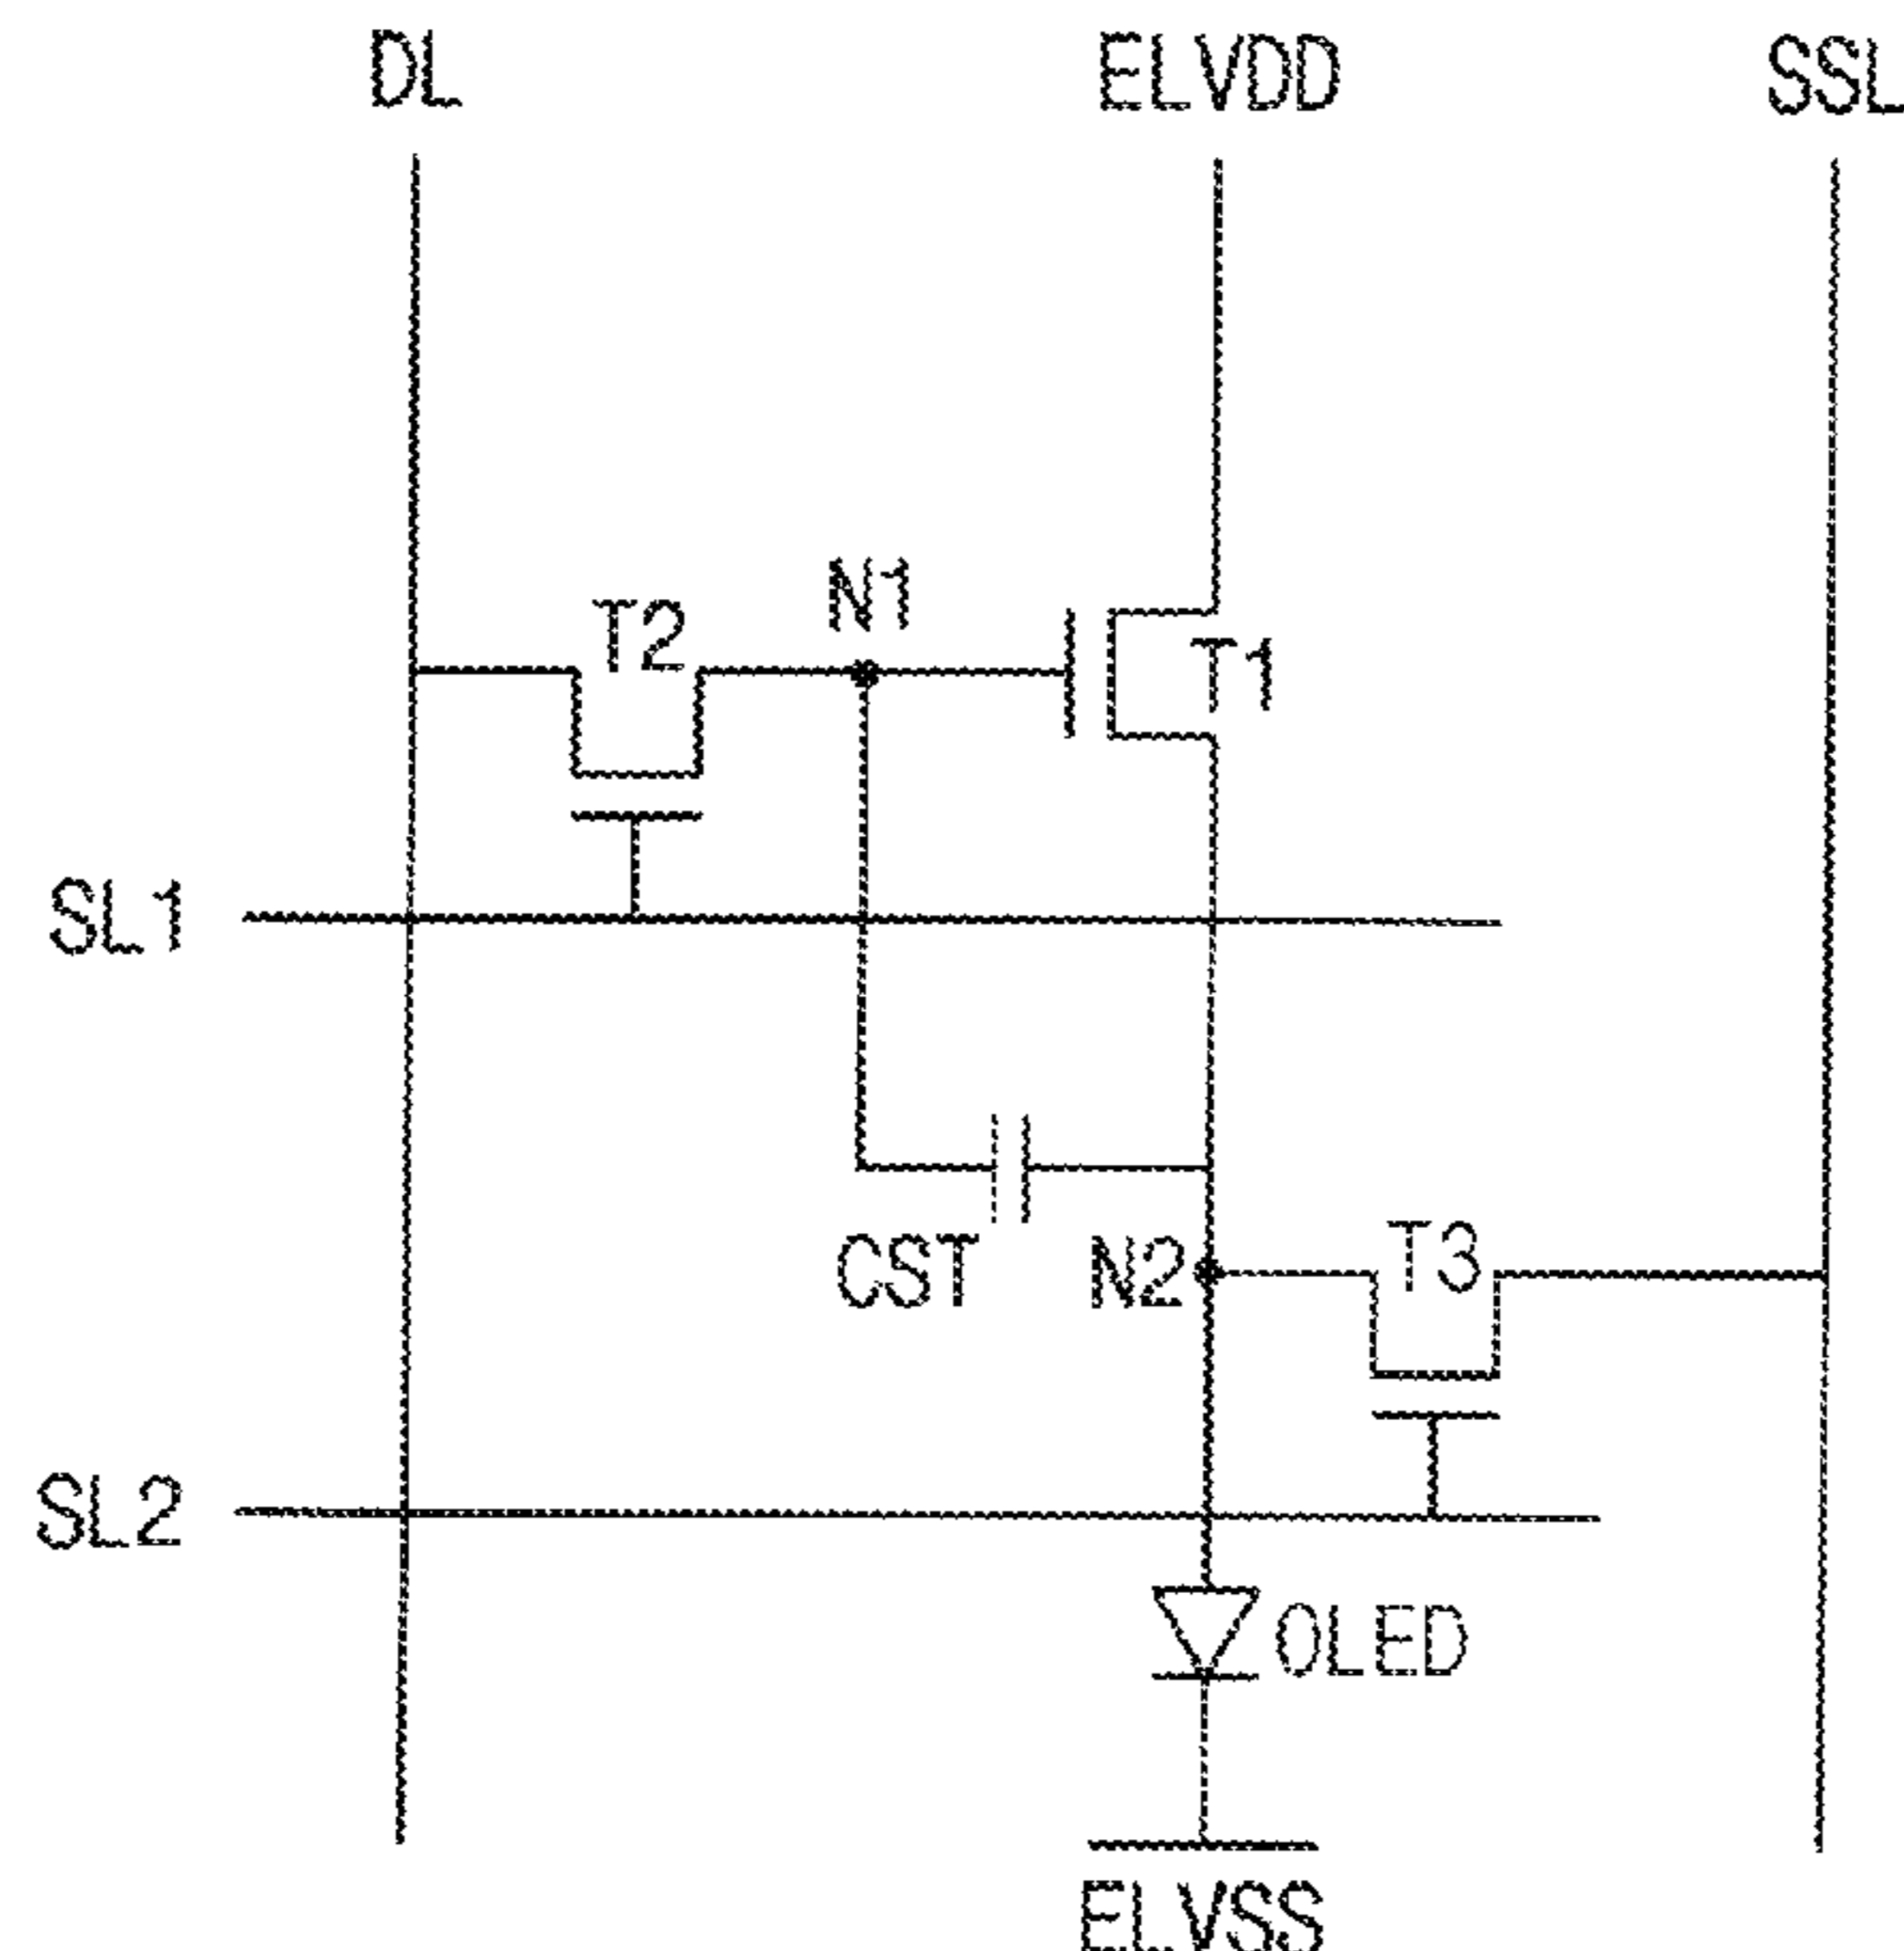 DL
ELVDD
SSL
N1
T2
T1
SL1
CST
N2
T3
SL2
OLED
ELVSS